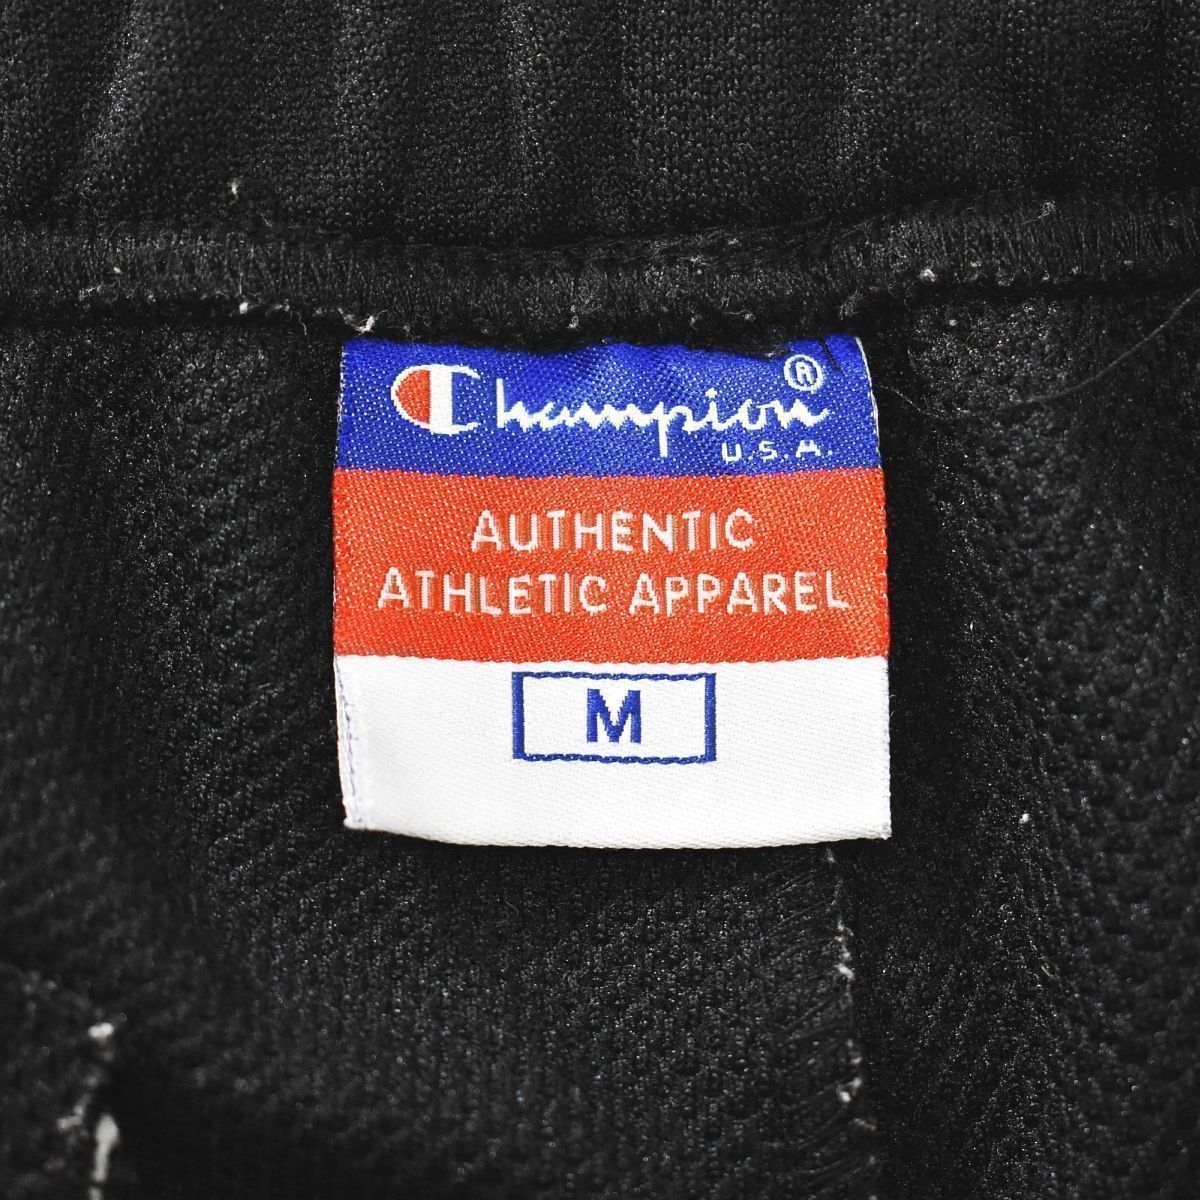 Champion®
U.S.A.
AUTHENTIC
ATHLETIC APPAREL
M